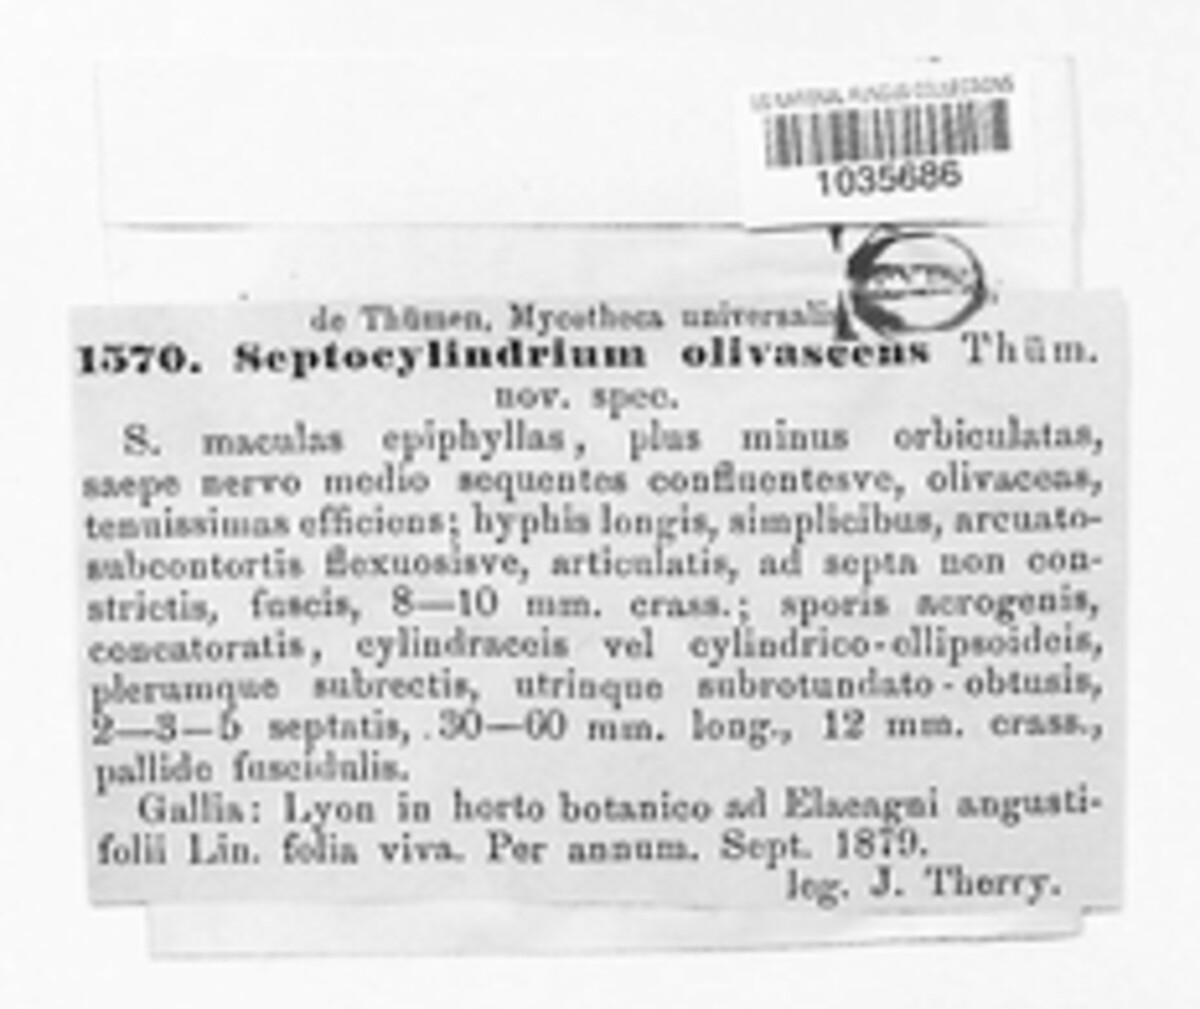 US NATIONAL FUNGUS COLLECTIONS
1035686
de Thümen, Mycotheca universalis
1570. Septocylindrium olivascens Thüm.
nov. spec.
S. maculas epiphyllas, plus minus orbiculatas,
saepe nervo medio sequentes confluentesve, olivaceas,
tenuissimas efficiens; hyphis longis, simplicibus, arcuato-
subcontortis flexuosisve, articulatis, ad septa non con-
strictis, fuscis, 8—10 mm. crass.; sporis acrogenis,
concatoratis, cylindraceis vel cylindrico-ellipsoideis,
plerumque subrectis, utrinque subrotundato-obtusis,
2—3—5 septatis, 30—60 mm. long., 12 mm. crass.,
pallide fuscidulis.
Gallia: Lyon in horto botanico ad Elaeagni angusti-
folii Lin. folia viva. Per annum. Sept. 1879.
leg. J. Therry.